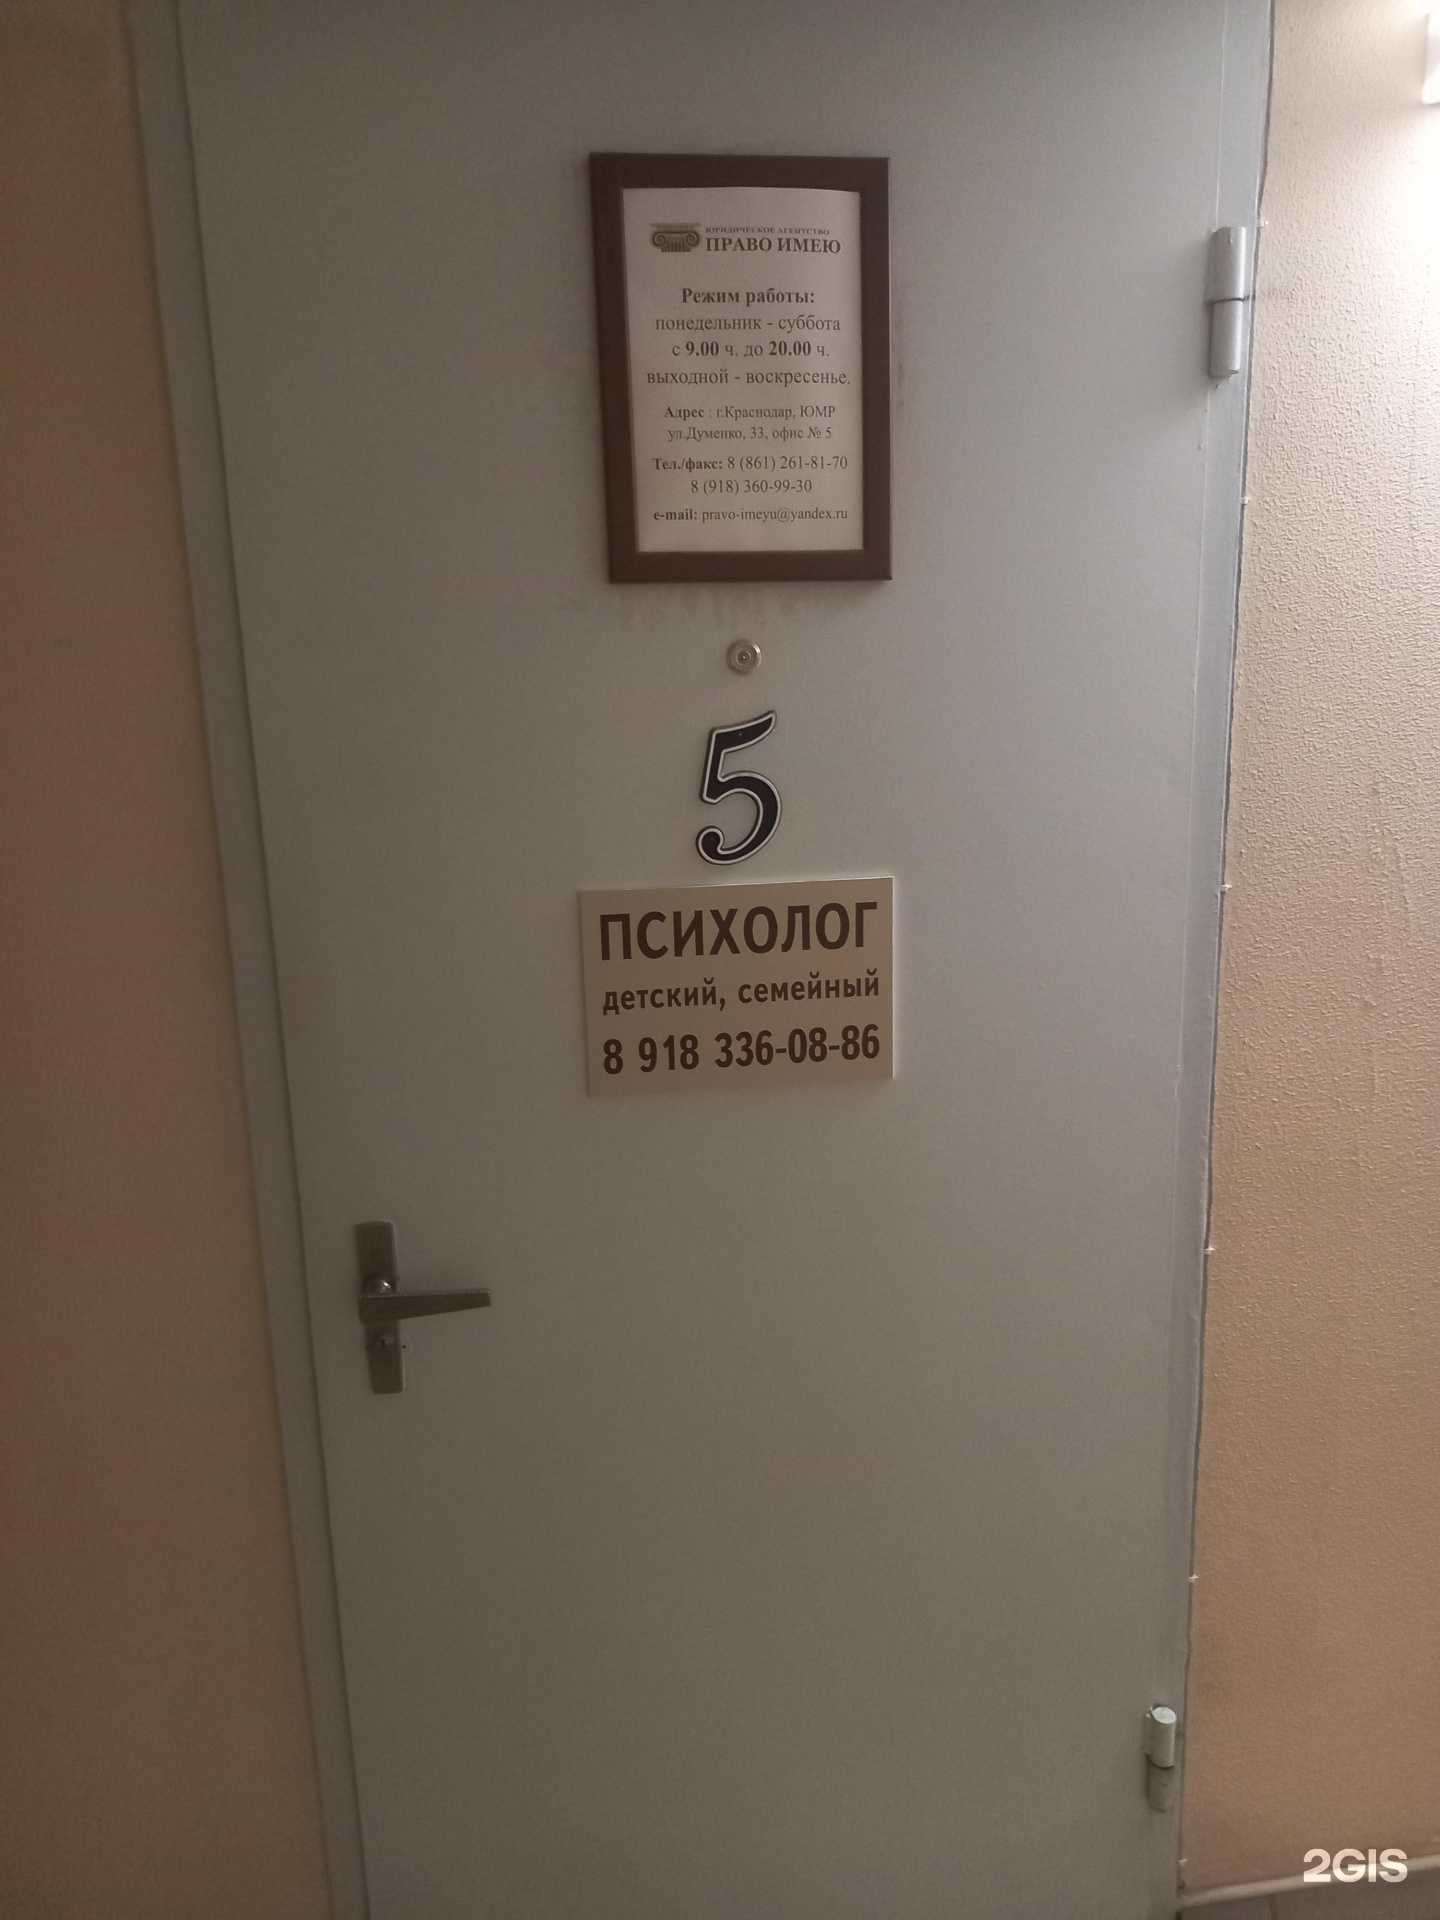 ЮРИДИЧЕСКОЕ АГЕНТСТВО
ПРАВО ИМЕЮ
Режим работы:
понедельник - суббота
с 9.00 ч. до 20.00 ч.
выходной - воскресенье.
Адрес : г.Краснодар, ЮМР
ул.Думенко, 33, офис № 5
Тел./факс: 8 (861) 261-81-70
8 (918) 360-99-30
e-mail: pravo-imeyu@yandex.ru
5
ПСИХОЛОГ
детский, семейный
8 918 336-08-86
2GIS